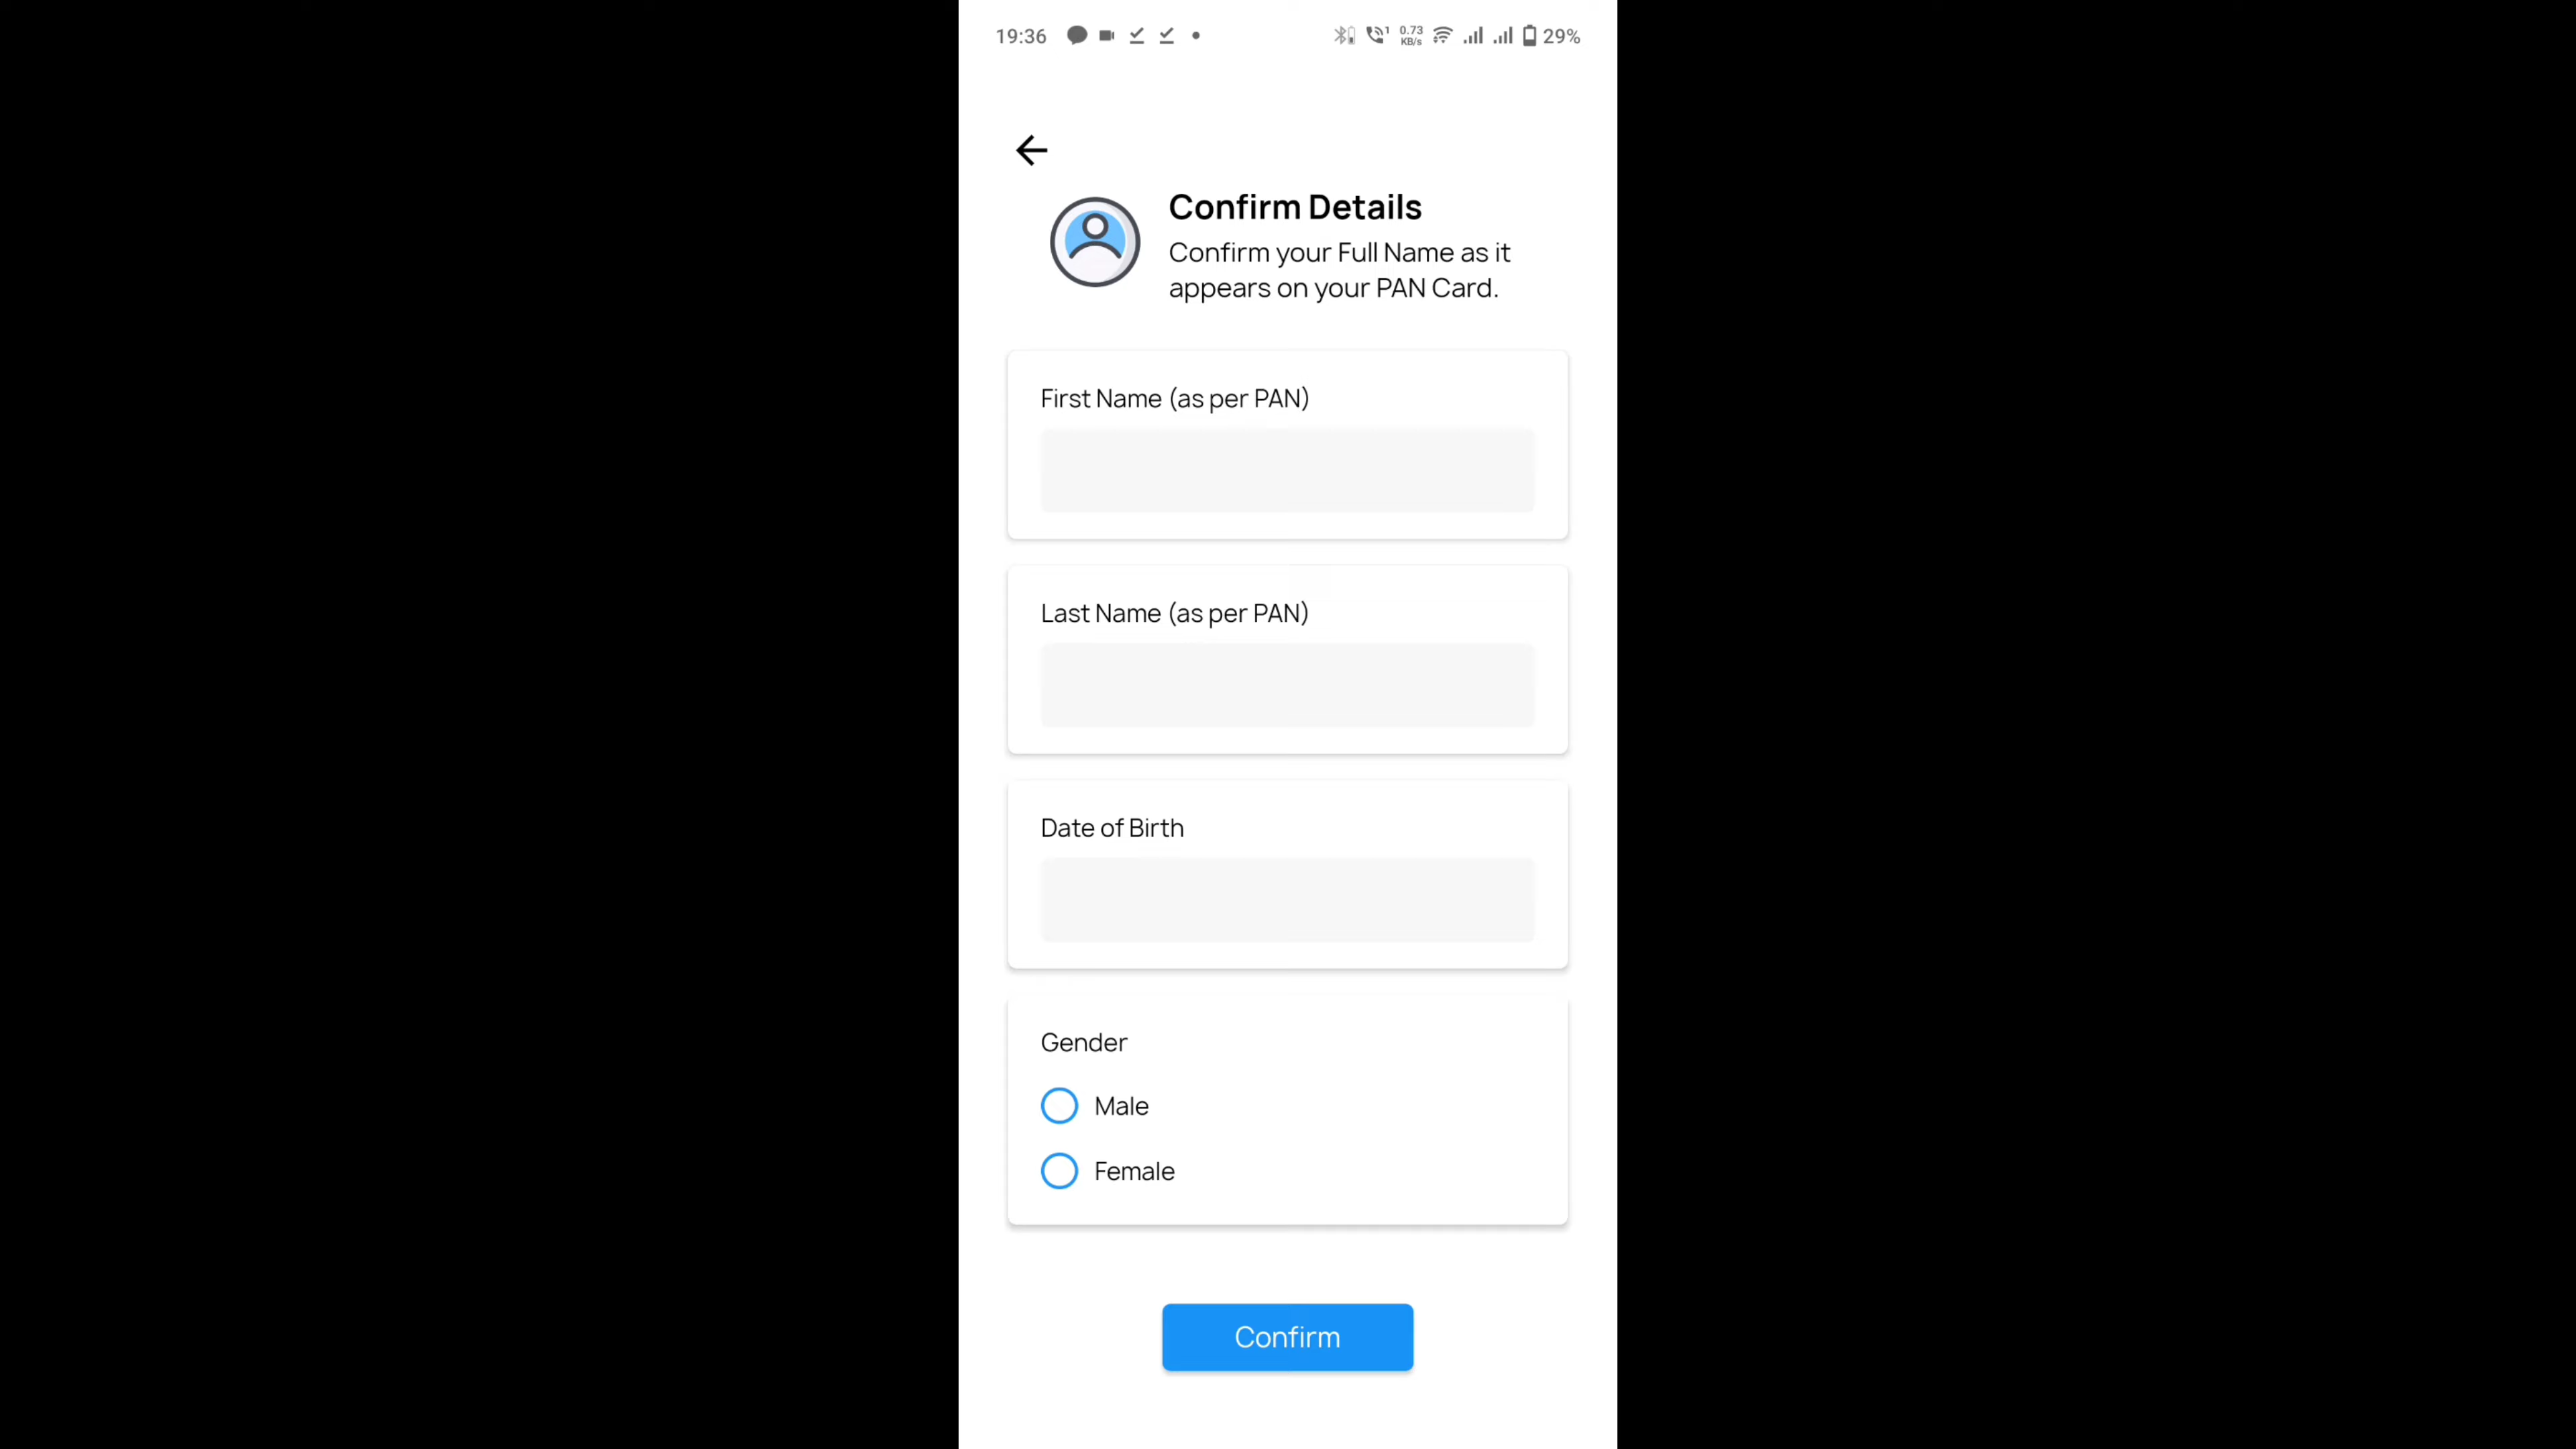 19:36 1 0.73 KB/s 29%
Confirm Details
Confirm your Full Name as it
appears on your PAN Card.
First Name (as per PAN)
Last Name (as per PAN)
Date of Birth
Gender
Male
Female
Confirm